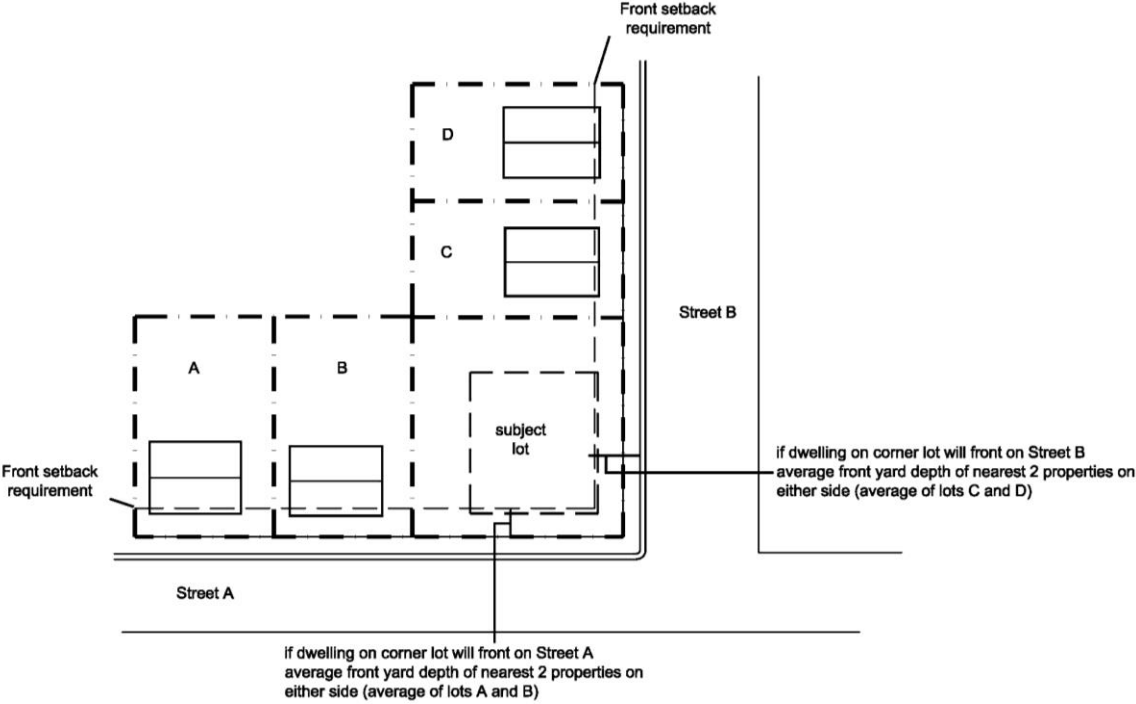 Front setback
requirement
D
C
Street B
A
B
subject
lot
if dwelling on corner lot will front on Street B
average front yard depth of nearest 2 properties on
either side (average of lots C and D)
Front setback
requirement
Street A
if dwelling on corner lot will front on Street A
average front yard depth of nearest 2 properties on
either side (average of lots A and B)